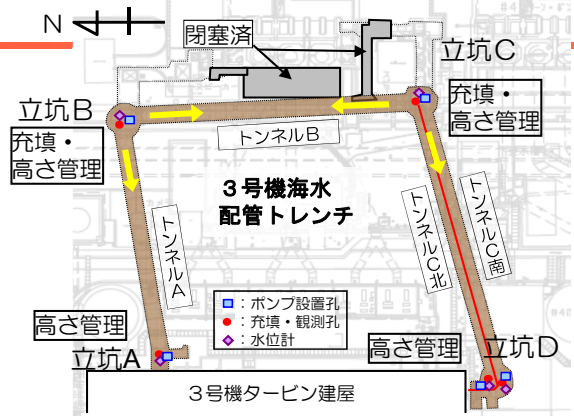 N
閉塞済
立坑C
立坑B
充填・
高さ管理
充填・
高さ管理
トンネルB
3号機海水
配管トレンチ
トンネルA
トンネルC北
トンネルC南
:ポンプ設置孔
:充填・観測孔
:水位計
高さ管理
立坑A
高さ管理
立坑D
3号機タービン建屋